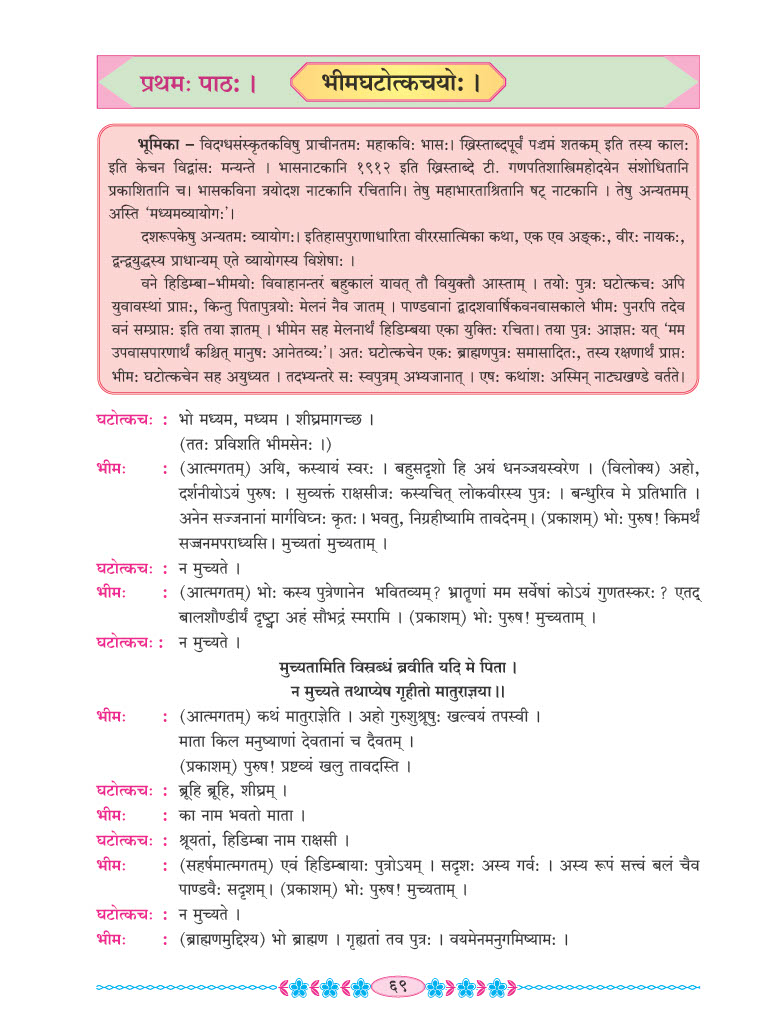 प्रथमः पाठः । भीमघटोत्कचयोः ।
भूमिका – विदग्धसंस्कृतकविषु प्राचीनतमः महाकविः भासः। ख्रिस्ताब्दपूर्वं पञ्चमं शतकम् इति तस्य कालः
इति केचन विद्वांसः मन्यन्ते । भासनाटकानि १९१२ इति ख्रिस्ताब्दे टी. गणपतिशास्त्रिमहोदयेन संशोधितानि
प्रकाशितानि च। भासकविना त्रयोदश नाटकानि रचितानि। तेषु महाभारताश्रितानि षट् नाटकानि । तेषु अन्यतमम्
अस्ति ‘मध्यमव्यायोगः’।
दशरूपकेषु अन्यतमः व्यायोगः। इतिहासपुराणाधारिता वीररसात्मिका कथा, एक एव अङ्कः, वीरः नायकः,
द्वन्द्वयुद्धस्य प्राधान्यम् एते व्यायोगस्य विशेषाः ।
वने हिडिम्बा-भीमयोः विवाहानन्तरं बहुकालं यावत् तौ वियुक्तौ आस्ताम् । तयोः पुत्रः घटोत्कचः अपि
युवावस्थां प्राप्तः, किन्तु पितापुत्रयोः मेलनं नैव जातम् । पाण्डवानां द्वादशवार्षिकवनवासकाले भीमः पुनरपि तदेव
वनं सम्प्राप्तः इति तया ज्ञातम् । भीमेन सह मेलनार्थं हिडिम्बया एका युक्तिः रचिता। तया पुत्रः आज्ञप्तः यत् ‘मम
उपवासपारणार्थं कश्चित् मानुषः आनेतव्यः’। अतः घटोत्कचेन एकः ब्राह्मणपुत्रः समासादितः, तस्य रक्षणार्थं प्राप्तः
भीमः घटोत्कचेन सह अयुध्यत । तदभ्यन्तरे सः स्वपुत्रम् अभ्यजानात् । एषः कथांशः अस्मिन् नाट्यखण्डे वर्तते।
घटोत्कचः : भो मध्यम, मध्यम । शीघ्रमागच्छ ।
(ततः प्रविशति भीमसेनः ।)
भीमः : (आत्मगतम्) अयि, कस्यायं स्वरः । बहुसदृशो हि अयं धनञ्जयस्वरेण । (विलोक्य) अहो,
दर्शनीयोऽयं पुरुषः । सुव्यक्तं राक्षसीजः कस्यचित् लोकवीरस्य पुत्रः । बन्धुरिव मे प्रतिभाति ।
अनेन सज्जनानां मार्गविघ्नः कृतः। भवतु, निग्रहीष्यामि तावदेनम्। (प्रकाशम्) भोः पुरुष! किमर्थं
सज्जनमपराध्यसि। मुच्यतां मुच्यताम् ।
घटोत्कचः : न मुच्यते ।
भीमः : (आत्मगतम्) भोः कस्य पुत्रेणानेन भवितव्यम्? भ्रातॄणां मम सर्वेषां कोऽयं गुणतस्करः? एतद्
बालशौण्डीर्यं दृष्ट्वा अहं सौभद्रं स्मरामि । (प्रकाशम्) भोः पुरुष! मुच्यताम् ।
घटोत्कचः : न मुच्यते ।
मुच्यतामिति विस्रब्धं ब्रवीति यदि मे पिता ।
न मुच्यते तथाप्येष गृहीतो मातुराज्ञया।।
भीमः : (आत्मगतम्) कथं मातुराज्ञेति । अहो गुरुशुश्रूषुः खल्वयं तपस्वी ।
माता किल मनुष्याणां देवतानां च दैवतम् ।
(प्रकाशम्) पुरुष! प्रष्टव्यं खलु तावदस्ति ।
घटोत्कचः : ब्रूहि ब्रूहि, शीघ्रम् ।
भीमः : का नाम भवतो माता ।
घटोत्कचः : श्रूयतां, हिडिम्बा नाम राक्षसी ।
भीमः : (सहर्षमात्मगतम्) एवं हिडिम्बायाः पुत्रोऽयम् । सदृशः अस्य गर्वः । अस्य रूपं सत्त्वं बलं चैव
पाण्डवैः सदृशम्। (प्रकाशम्) भोः पुरुष! मुच्यताम् ।
घटोत्कचः : न मुच्यते ।
भीमः : (ब्राह्मणमुद्दिश्य) भो ब्राह्मण । गृह्यतां तव पुत्रः । वयमेनमनुगमिष्यामः ।
६९